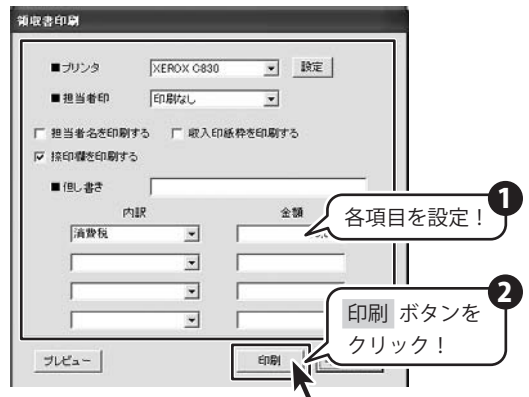 領収書印刷
■プリンタ XEROX C830 設定
■担当者印 印刷なし
担当者名を印刷する 収入印紙枠を印刷する
捺印欄を印刷する
■但し書き
内訳 金額
消費税
1 各項目を設定！
2 印刷 ボタンを
クリック！
プレビュー 印刷